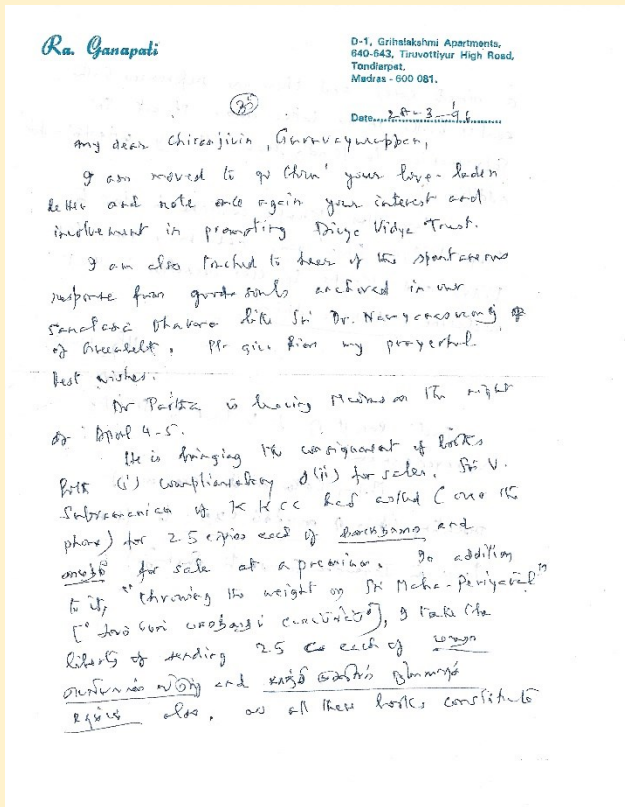 Ra. Ganapati
D-1, Grihalakshmi Apartments,
640-643, Tiruvottiyur High Road,
Tondiarpet,
Madras - 600 081.
Date
My dear Chiranjivin, Guruvayurappan,
I am moved to go thru' your love-laden
letter and note once again your interest and
involvement in promoting Divya Vidya Trust.
I am also touched to hear of the spontaneous
response from good souls anchored in our
Sanatana Dharma like Sri Dr. Narayanaswamy
of Greenbelt. Pls give him my prayerful
best wishes.
Dr Partha is leaving Madras on the night
of April 4-5.
He is bringing the consignment of books
both (i) complimentary & (ii) for sales. Sri V.
Subramanian of KKCC had asked (over the
phone) for 25 copies each of and
for sale at a premium. In addition
to it, "throwing the weight on Sri Maha-Periyaval"
I take the
liberty of sending 25 each of
and
also, as all these books constitute